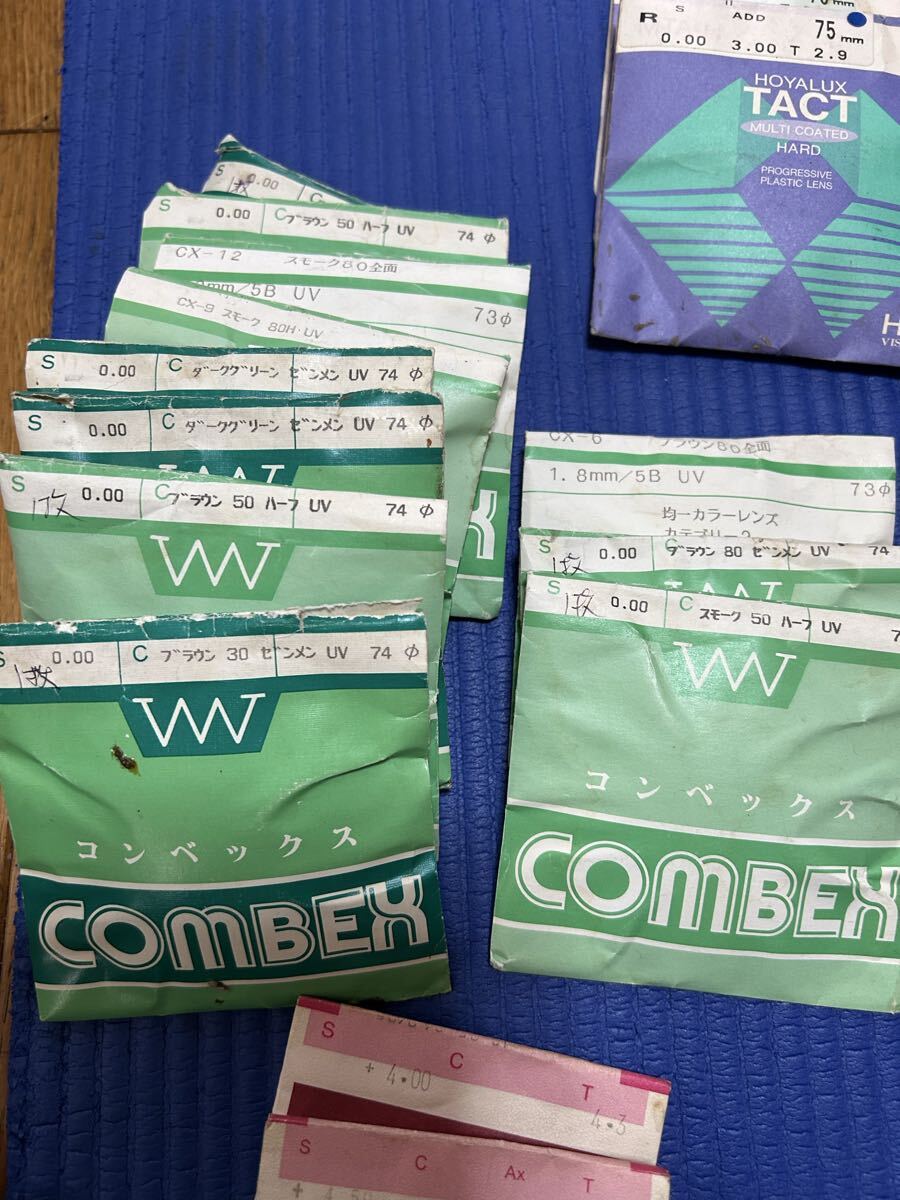 R S ADD 75 mm
0.00 3.00 T 2.9
HOYALUX
TACT
MULTI COATED
HARD
PROGRESSIVE
PLASTIC LENS
S 0.00 C
S 0.00 C ブラウン 50 ハーフ UV 74 φ
CX-12 スモーク60全面
/5B UV 73φ
CX-9 スモーク 80H・UV
S 0.00 C ダークグリーン ゼンメン UV 74 φ
S 0.00 C ダークグリーン ゼンメン UV 74 φ
S 1枚 0.00 C ブラウン 50 ハーフ UV 74 φ
S 1枚 0.00 C ブラウン 30 ゼンメン UV 74 φ
コンベックス
COMBEX
CX-6 ブラウン60全面
1.8mm/5B UV 73φ
均一カラーレンズ
S 1枚 0.00 C ブラウン 80 ゼンメン UV 74
S 1枚 0.00 C スモーク 50 ハーフ UV
コンベックス
COMBEX
S C T
+ 4.00 4.3
S C Ax T